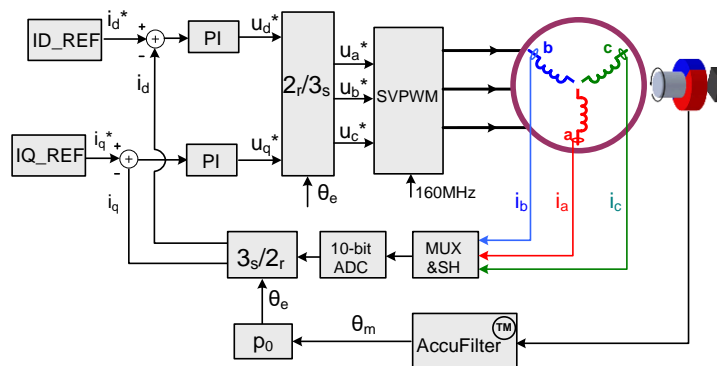 i_d*
u_d*
ID_REF
+
+
PI
-
b
c
i_d
u_a*
2_r/3_s
u_b*
SVPWM
i_q*
u_q*
u_c*
a
IQ_REF
+
+
PI
-
i_q
θ_e
160MHz
i_b
i_a
i_c
3_s/2_r
10-bit
ADC
MUX
&SH
θ_e
θ_m
TM
p_0
AccuFilter